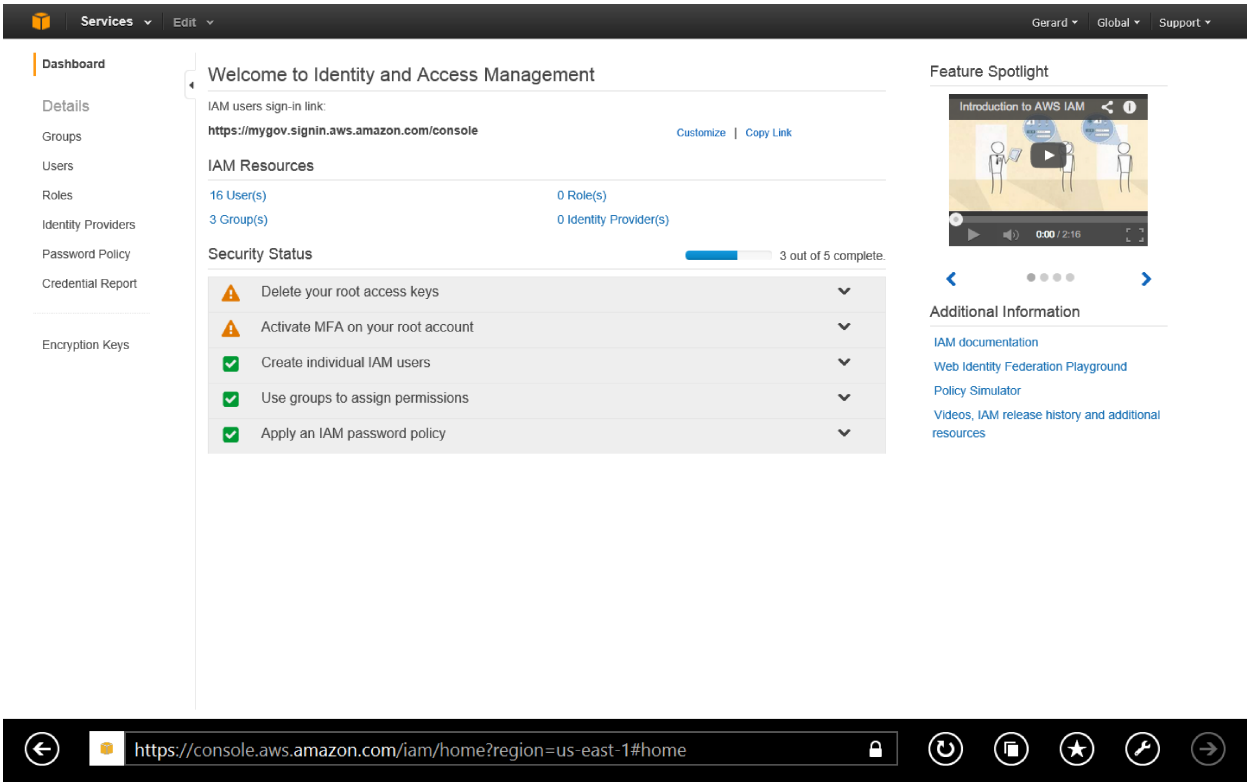 Services Edit Gerard Global Support
Dashboard
Details
Groups
Users
Roles
Identity Providers
Password Policy
Credential Report
Encryption Keys
Welcome to Identity and Access Management
IAM users sign-in link:
https://mygov.signin.aws.amazon.com/console Customize | Copy Link
IAM Resources
16 User(s) 0 Role(s)
3 Group(s) 0 Identity Provider(s)
Security Status 3 out of 5 complete.
Delete your root access keys
Activate MFA on your root account
Create individual IAM users
Use groups to assign permissions
Apply an IAM password policy
Feature Spotlight
Introduction to AWS IAM
0:00 / 2:16
Additional Information
IAM documentation
Web Identity Federation Playground
Policy Simulator
Videos, IAM release history and additional
resources
https://console.aws.amazon.com/iam/home?region=us-east-1#home